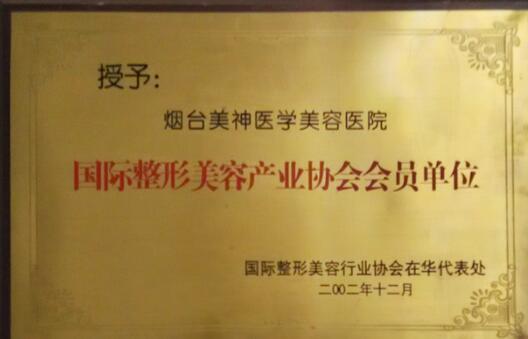 授予：
烟台美神医学美容医院
国际整形美容产业协会会员单位
国际整形美容行业协会在华代表处
二00二年十二月